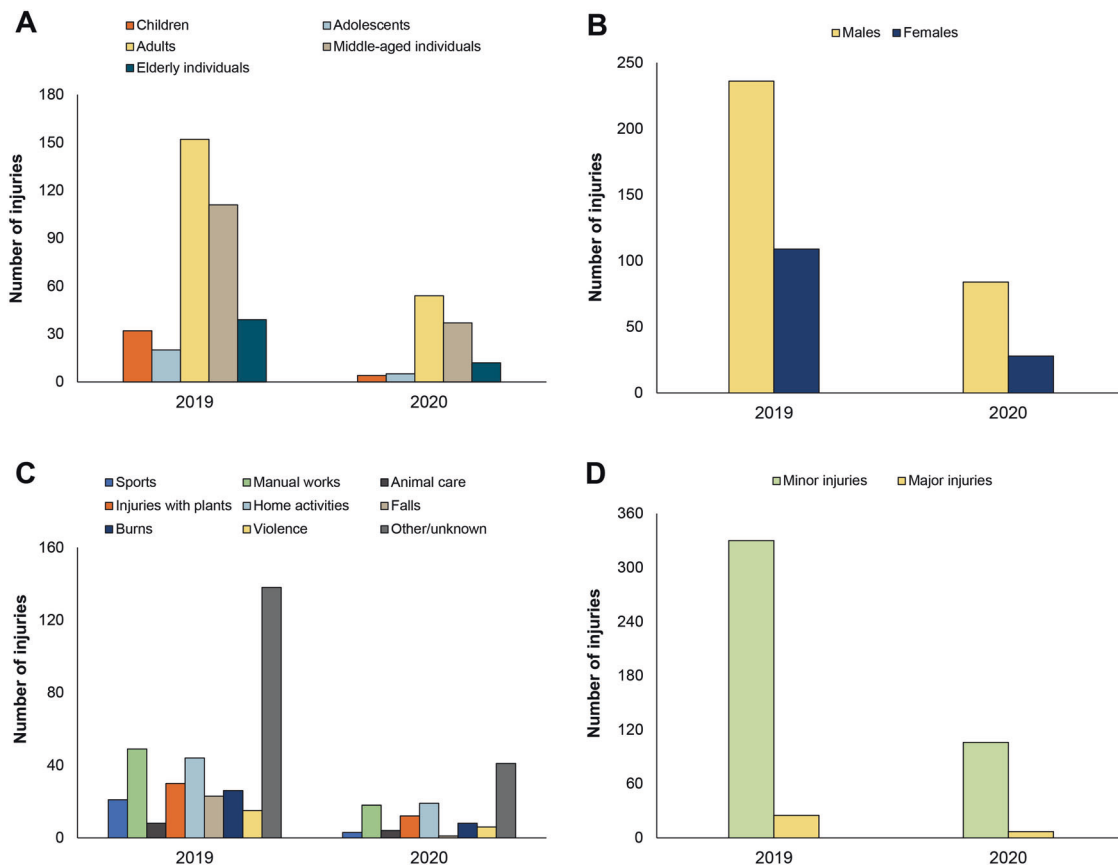 A
Children
Adolescents
Adults
Middle-aged individuals
Elderly individuals
Number of injuries
180
150
120
90
60
30
0
2019
2020
B
Males
Females
Number of injuries
250
200
150
100
50
0
2019
2020
C
Sports
Manual works
Animal care
Injuries with plants
Home activities
Falls
Burns
Violence
Other/unknown
Number of injuries
160
120
80
40
0
2019
2020
D
Minor injuries
Major injuries
Number of injuries
360
300
240
180
120
60
0
2019
2020